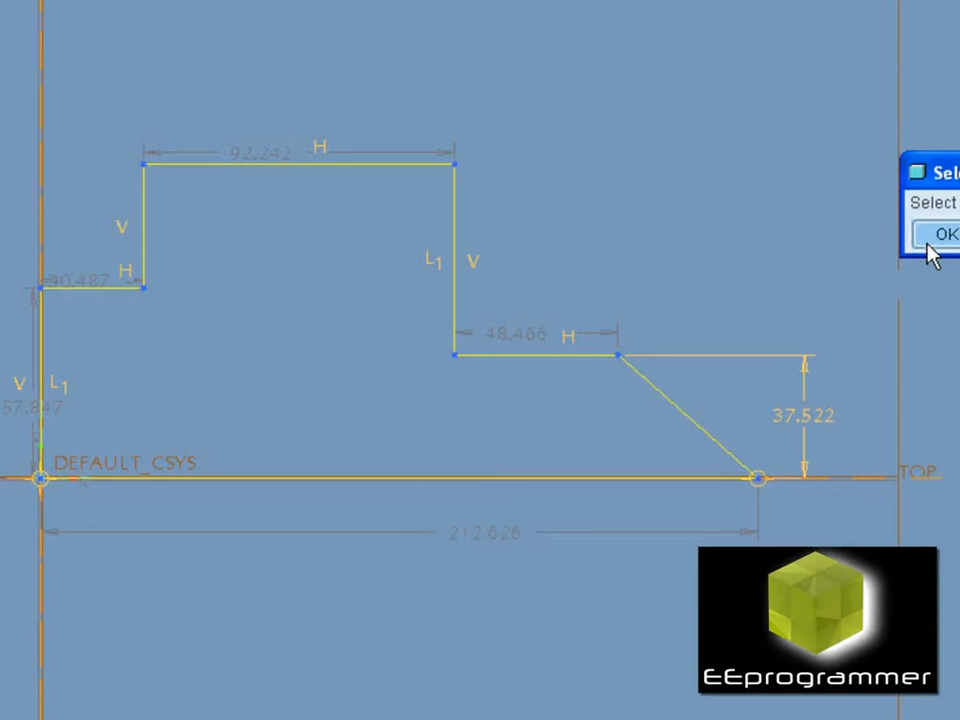 92.242 H
Sel
Select
OK
V
L1 V
H
48.466 H
V L1
57.847
37.522
DEFAULT_CSYS
TOP
212.626
EEprogrammer